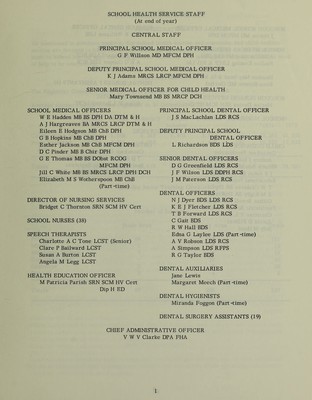 SCHOOL HEALTH SERVICE STAFF
(At end of year)
CENTRAL STAFF
PRINCIPAL SCHOOL MEDICAL OFFICER
G F Willson MD MFCM DPH
DEPUTY PRINCIPAL SCHOOL MEDICAL OFFICER
K J Adams MRCS LRCP MFCM DPH
SENIOR MEDICAL OFFICER FOR CHILD HEALTH
Mary Townsend MB BS MRCP DCH
SCHOOL MEDICAL OFFICERS
W E Hadden MB BS DPH DA DTM & H
A J Hargreaves BA MRCS LRCP DTM & H
Eileen E Hodgson MB ChB DPH
G B Hopkins MB ChB DPH
Esther Jackson MB ChB MFCM DPH
D C Pinder MB B Chir DPH
G E Thomas MB BS DObst RCOG
MFCM DPH
Jill C White MB BS MRCS LRCP DPH DCH
Elizabeth M S Wotherspoon MB ChB
(Part-time)
DIRECTOR OF NURSING SERVICES
Bridget C Thornton SRN SCM HV Cert
SCHOOL NURSES (38)
SPEECH THERAPISTS
Charlotte A C Tone LCST (Senior)
Clare P Bailward LCST
Susan A Burton LCST
Angela M Legg LCST
HEALTH EDUCATION OFFICER
M Patricia Parish SRN SCM HV Cert
Dip H ED
PRINCIPAL SCHOOL DENTAL OFFICER
J S MacLachlan LDS RCS
DEPUTY PRINCIPAL SCHOOL
DENTAL OFFICER
L Richardson BDS LDS
SENIOR DENTAL OFFICERS
D G Greenfield LDS RCS
J F Wilson LDS DDPH RCS
J M Paterson LDS RCS
DENTAL OFFICERS
N J Dyer BDS LDS RCS
K E J Fletcher LDS RCS
T B Forward LDS RCS
C Gait BDS
R W Hall BDS
Edna G Laylee LDS (Part-time)
A V Robson LDS RCS
A Simpson LDS RFPS
R G Taylor BDS
DENTAL AUXILIARIES
Jane Lewis
Margaret Meech (Part-time)
DENTAL HYGIENISTS
Miranda Foggon (Part-time)
DENTAL SURGERY ASSISTANTS (19)
CHIEF ADMINISTRATIVE OFFICER
V W V Clarke DPA FHA